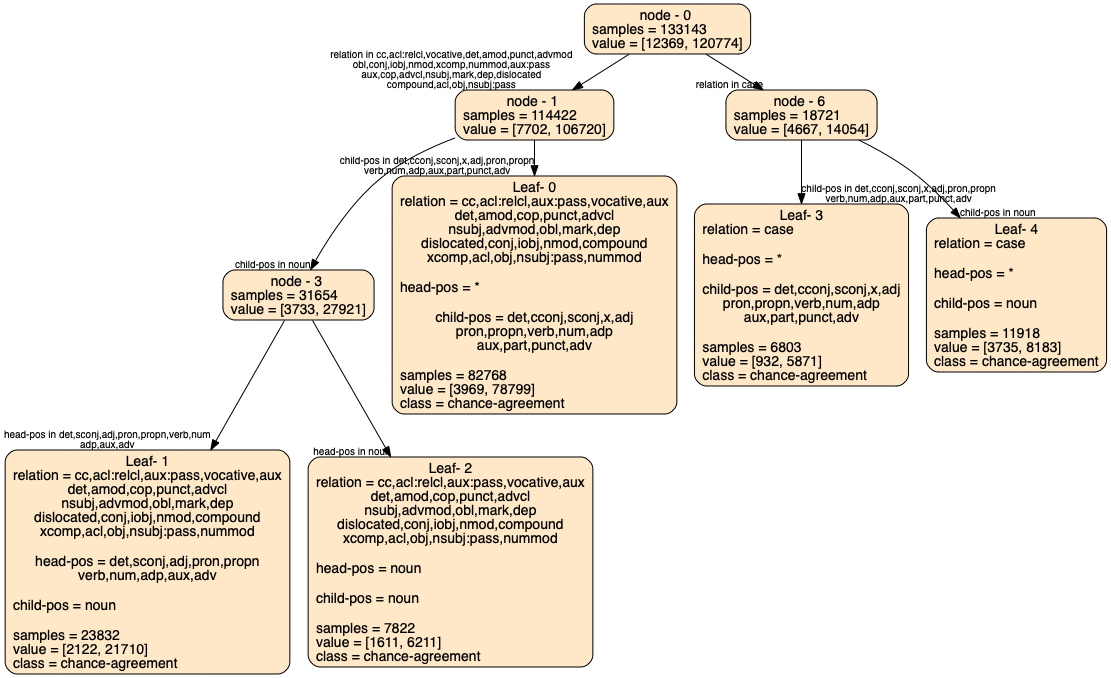 node - 0
samples = 133143
value = [12369, 120774]
relation in cc,acl:relcl,vocative,det,amod,punct,advmod
obl,conj,iobj,nmod,xcomp,nummod,aux:pass
aux,cop,advcl,nsubj,mark,dep,dislocated
compound,acl,obj,nsubj:pass
relation in case
node - 1
samples = 114422
value = [7702, 106720]
node - 6
samples = 18721
value = [4667, 14054]
child-pos in det,cconj,sconj,x,adj,pron,propn
verb,num,adp,aux,part,punct,adv
Leaf- 0
relation = cc,acl:relcl,aux:pass,vocative,aux
det,amod,cop,punct,advcl
nsubj,advmod,obl,mark,dep
dislocated,conj,iobj,nmod,compound
xcomp,acl,obj,nsubj:pass,nummod
head-pos = *
child-pos = det,cconj,sconj,x,adj
pron,propn,verb,num,adp
aux,part,punct,adv
samples = 82768
value = [3969, 78799]
class = chance-agreement
child-pos in det,cconj,sconj,x,adj,pron,propn
verb,num,adp,aux,part,punct,adv
Leaf- 3
relation = case
head-pos = *
child-pos = det,cconj,sconj,x,adj
pron,propn,verb,num,adp
aux,part,punct,adv
samples = 6803
value = [932, 5871]
class = chance-agreement
child-pos in noun
Leaf- 4
relation = case
head-pos = *
child-pos = noun
samples = 11918
value = [3735, 8183]
class = chance-agreement
child-pos in noun
node - 3
samples = 31654
value = [3733, 27921]
head-pos in det,sconj,adj,pron,propn,verb,num
adp,aux,adv
Leaf- 1
relation = cc,acl:relcl,aux:pass,vocative,aux
det,amod,cop,punct,advcl
nsubj,advmod,obl,mark,dep
dislocated,conj,iobj,nmod,compound
xcomp,acl,obj,nsubj:pass,nummod
head-pos = det,sconj,adj,pron,propn
verb,num,adp,aux,adv
child-pos = noun
samples = 23832
value = [2122, 21710]
class = chance-agreement
head-pos in noun
Leaf- 2
relation = cc,acl:relcl,aux:pass,vocative,aux
det,amod,cop,punct,advcl
nsubj,advmod,obl,mark,dep
dislocated,conj,iobj,nmod,compound
xcomp,acl,obj,nsubj:pass,nummod
head-pos = noun
child-pos = noun
samples = 7822
value = [1611, 6211]
class = chance-agreement